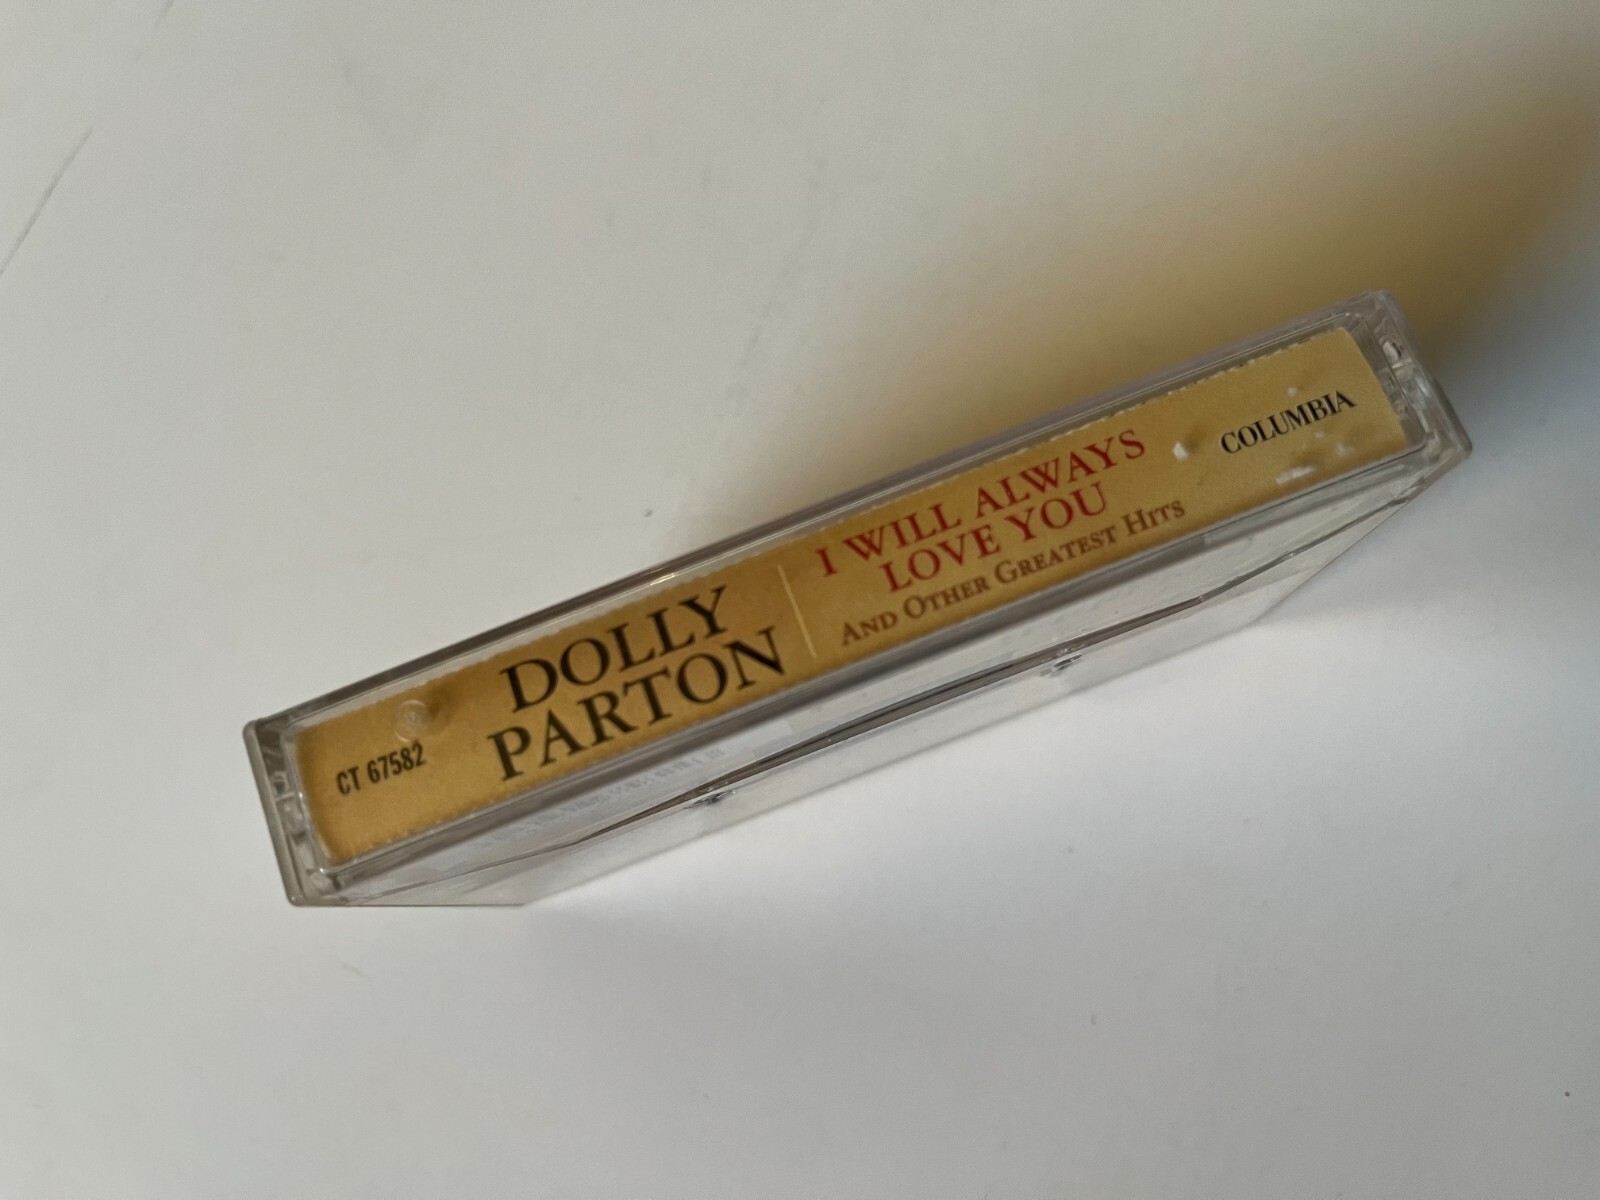 CT 67582
DOLLY
PARTON
I WILL ALWAYS
LOVE YOU
AND OTHER GREATEST HITS
COLUMBIA